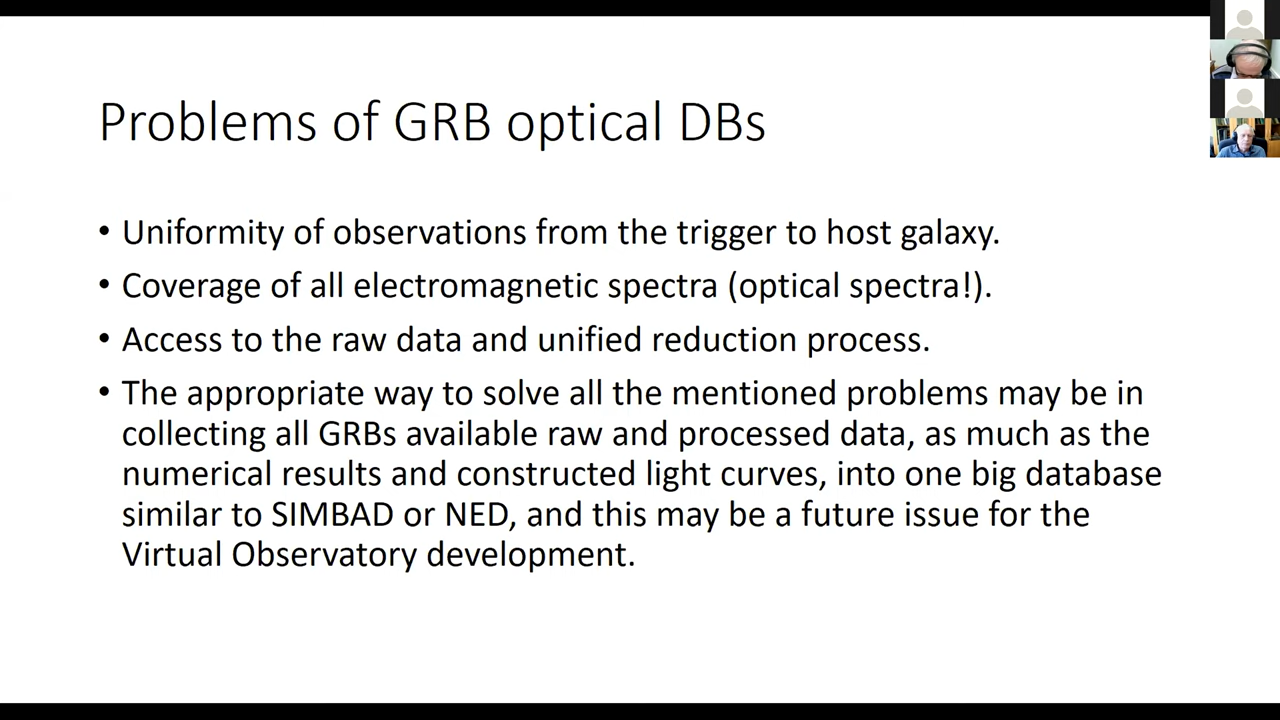 Problems of GRB optical DBs
• Uniformity of observations from the trigger to host galaxy.
• Coverage of all electromagnetic spectra (optical spectra!).
• Access to the raw data and unified reduction process.
• The appropriate way to solve all the mentioned problems may be in
collecting all GRBs available raw and processed data, as much as the
numerical results and constructed light curves, into one big database
similar to SIMBAD or NED, and this may be a future issue for the
Virtual Observatory development.